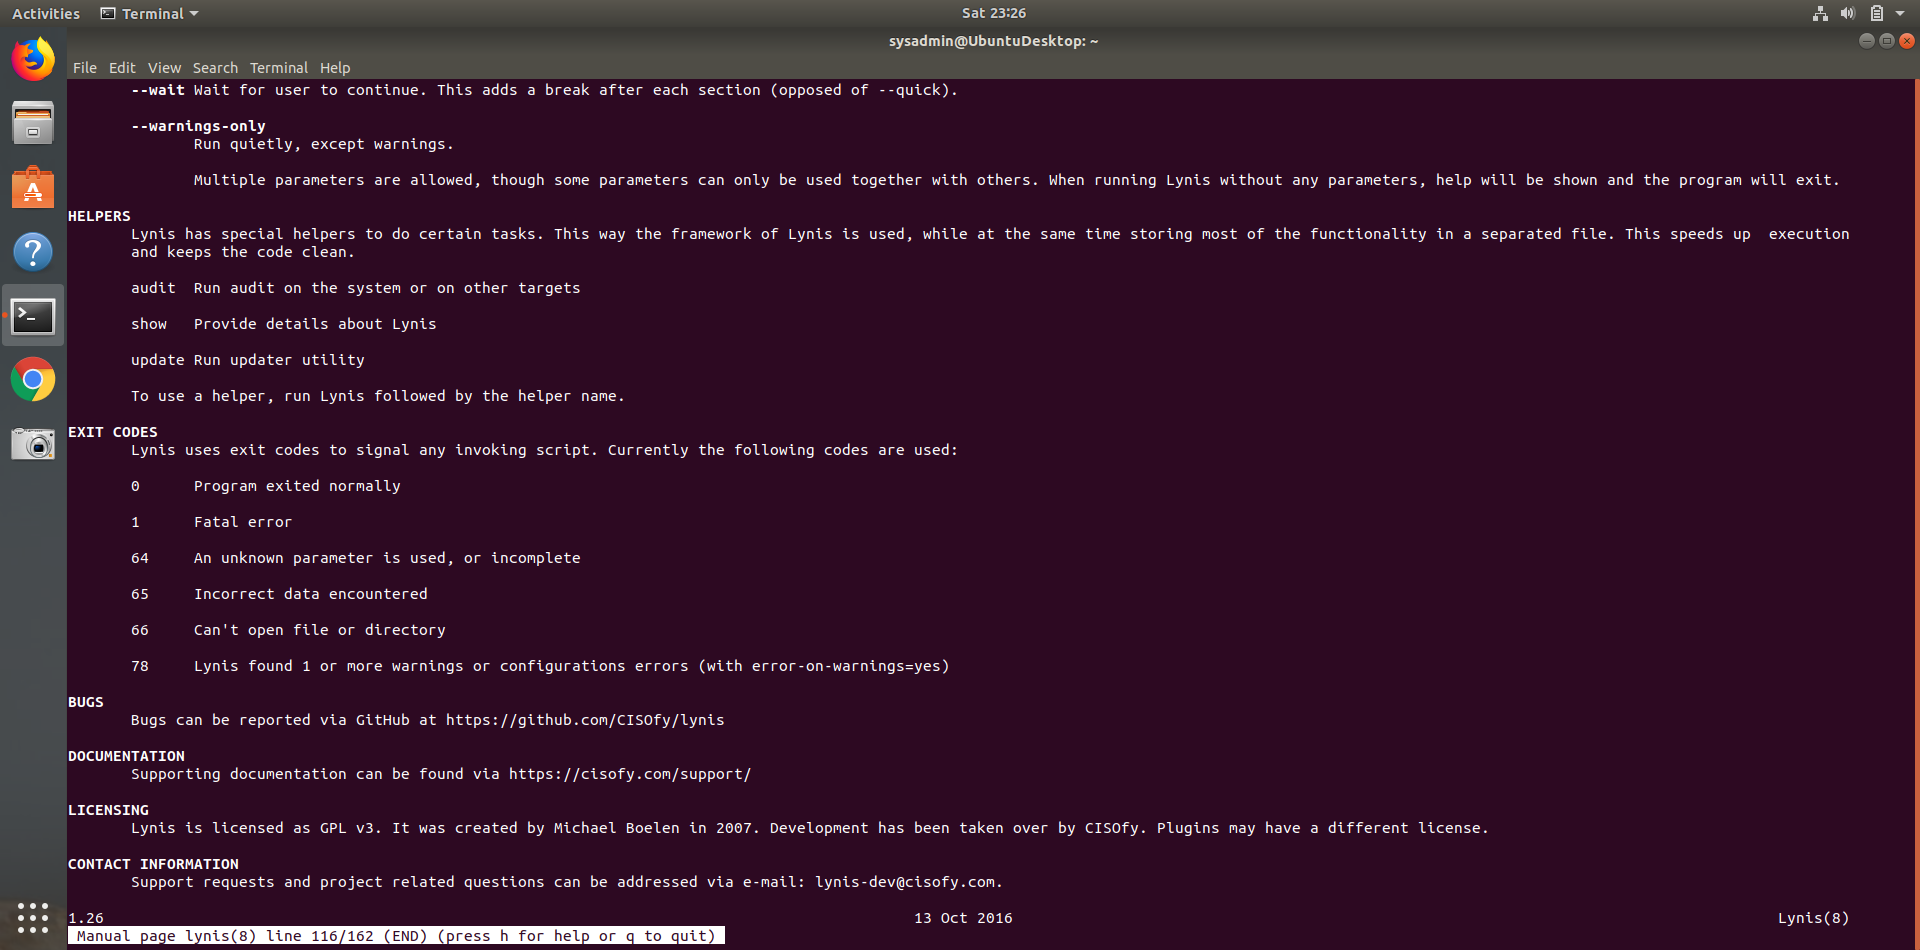 Activities Terminal Sat 23:26
sysadmin@UbuntuDesktop: ~
File Edit View Search Terminal Help
--wait Wait for user to continue. This adds a break after each section (opposed of --quick).
--warnings-only
Run quietly, except warnings.
Multiple parameters are allowed, though some parameters can only be used together with others. When running Lynis without any parameters, help will be shown and the program will exit.
HELPERS
Lynis has special helpers to do certain tasks. This way the framework of Lynis is used, while at the same time storing most of the functionality in a separated file. This speeds up  execution
and keeps the code clean.
audit  Run audit on the system or on other targets
show   Provide details about Lynis
update Run updater utility
To use a helper, run Lynis followed by the helper name.
EXIT CODES
Lynis uses exit codes to signal any invoking script. Currently the following codes are used:
0      Program exited normally
1      Fatal error
64     An unknown parameter is used, or incomplete
65     Incorrect data encountered
66     Can't open file or directory
78     Lynis found 1 or more warnings or configurations errors (with error-on-warnings=yes)
BUGS
Bugs can be reported via GitHub at https://github.com/CISOfy/lynis
DOCUMENTATION
Supporting documentation can be found via https://cisofy.com/support/
LICENSING
Lynis is licensed as GPL v3. It was created by Michael Boelen in 2007. Development has been taken over by CISOfy. Plugins may have a different license.
CONTACT INFORMATION
Support requests and project related questions can be addressed via e-mail: lynis-dev@cisofy.com.
1.26 13 Oct 2016 Lynis(8)
Manual page lynis(8) line 116/162 (END) (press h for help or q to quit)